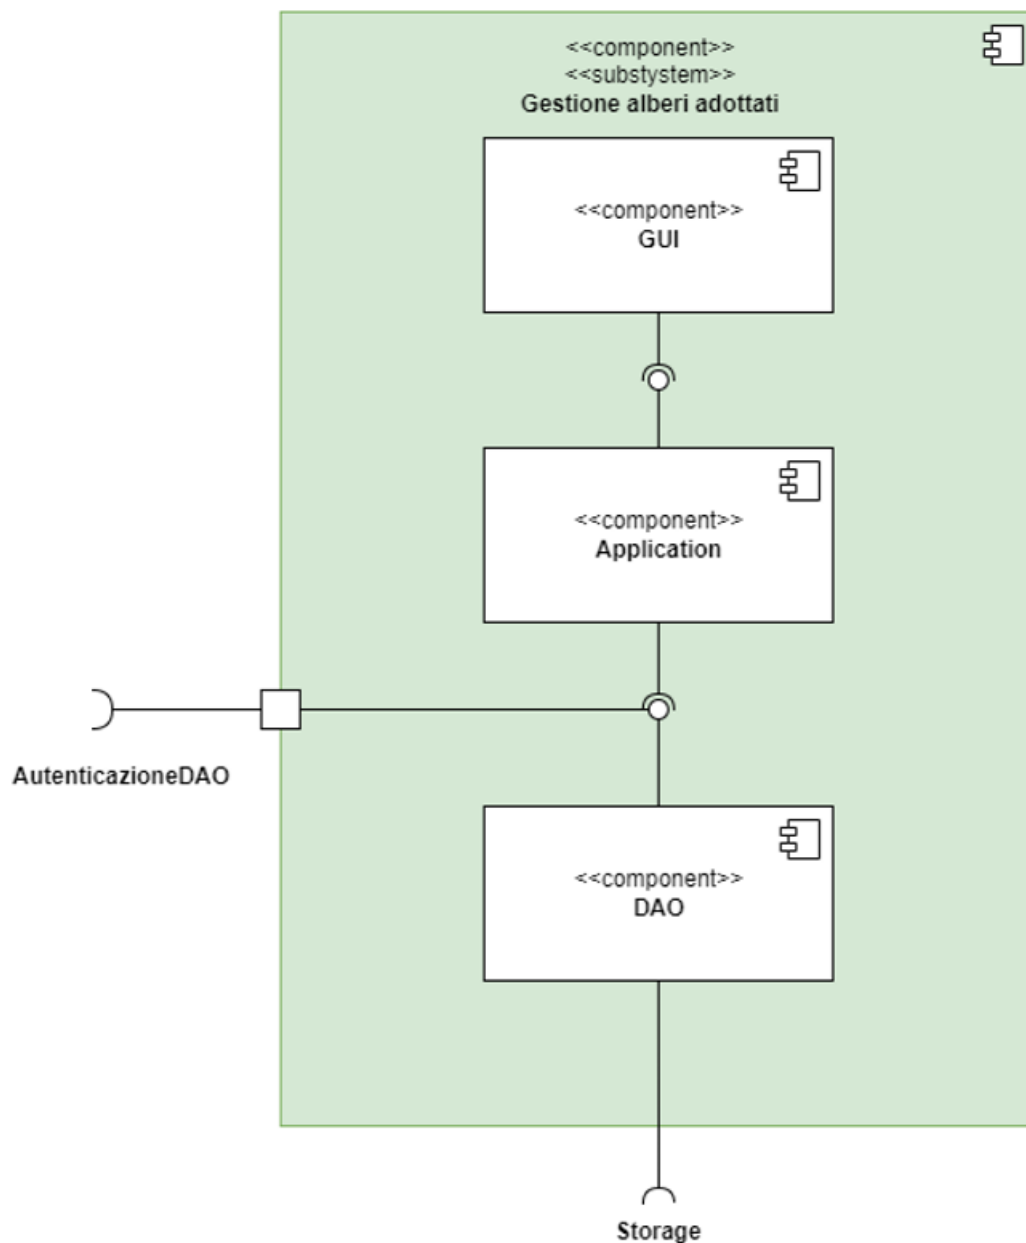 <<component>>
<<substystem>>
Gestione alberi adottati
<<component>>
GUI
<<component>>
Application
AutenticazioneDAO
<<component>>
DAO
Storage